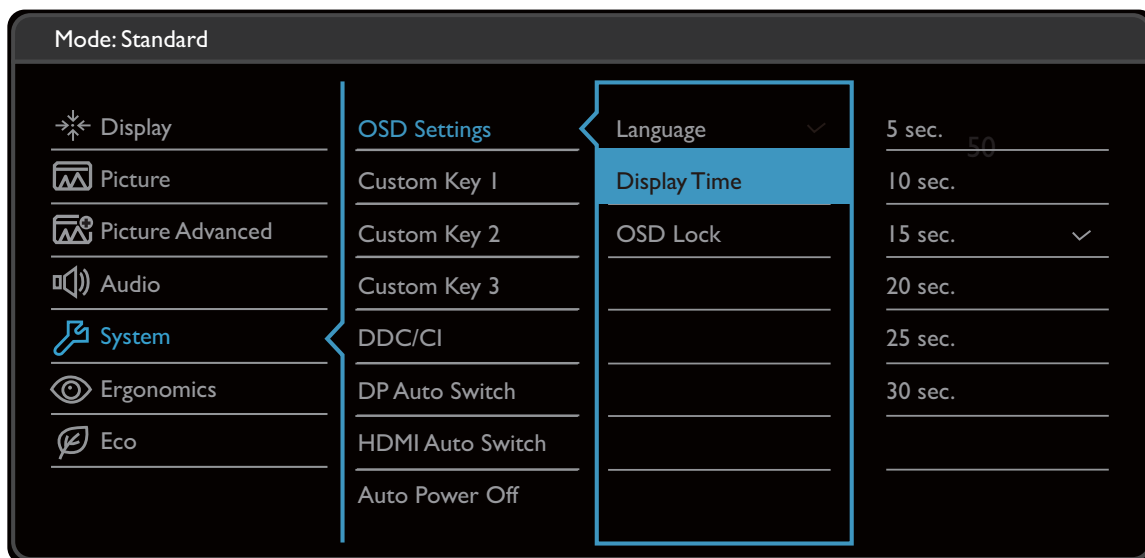 Mode: Standard
Display
Picture
Picture Advanced
Audio
System
Ergonomics
Eco
OSD Settings
Custom Key 1
Custom Key 2
Custom Key 3
DDC/CI
DP Auto Switch
HDMI Auto Switch
Auto Power Off
Language
Display Time
OSD Lock
5 sec.
50
10 sec.
15 sec.
20 sec.
25 sec.
30 sec.